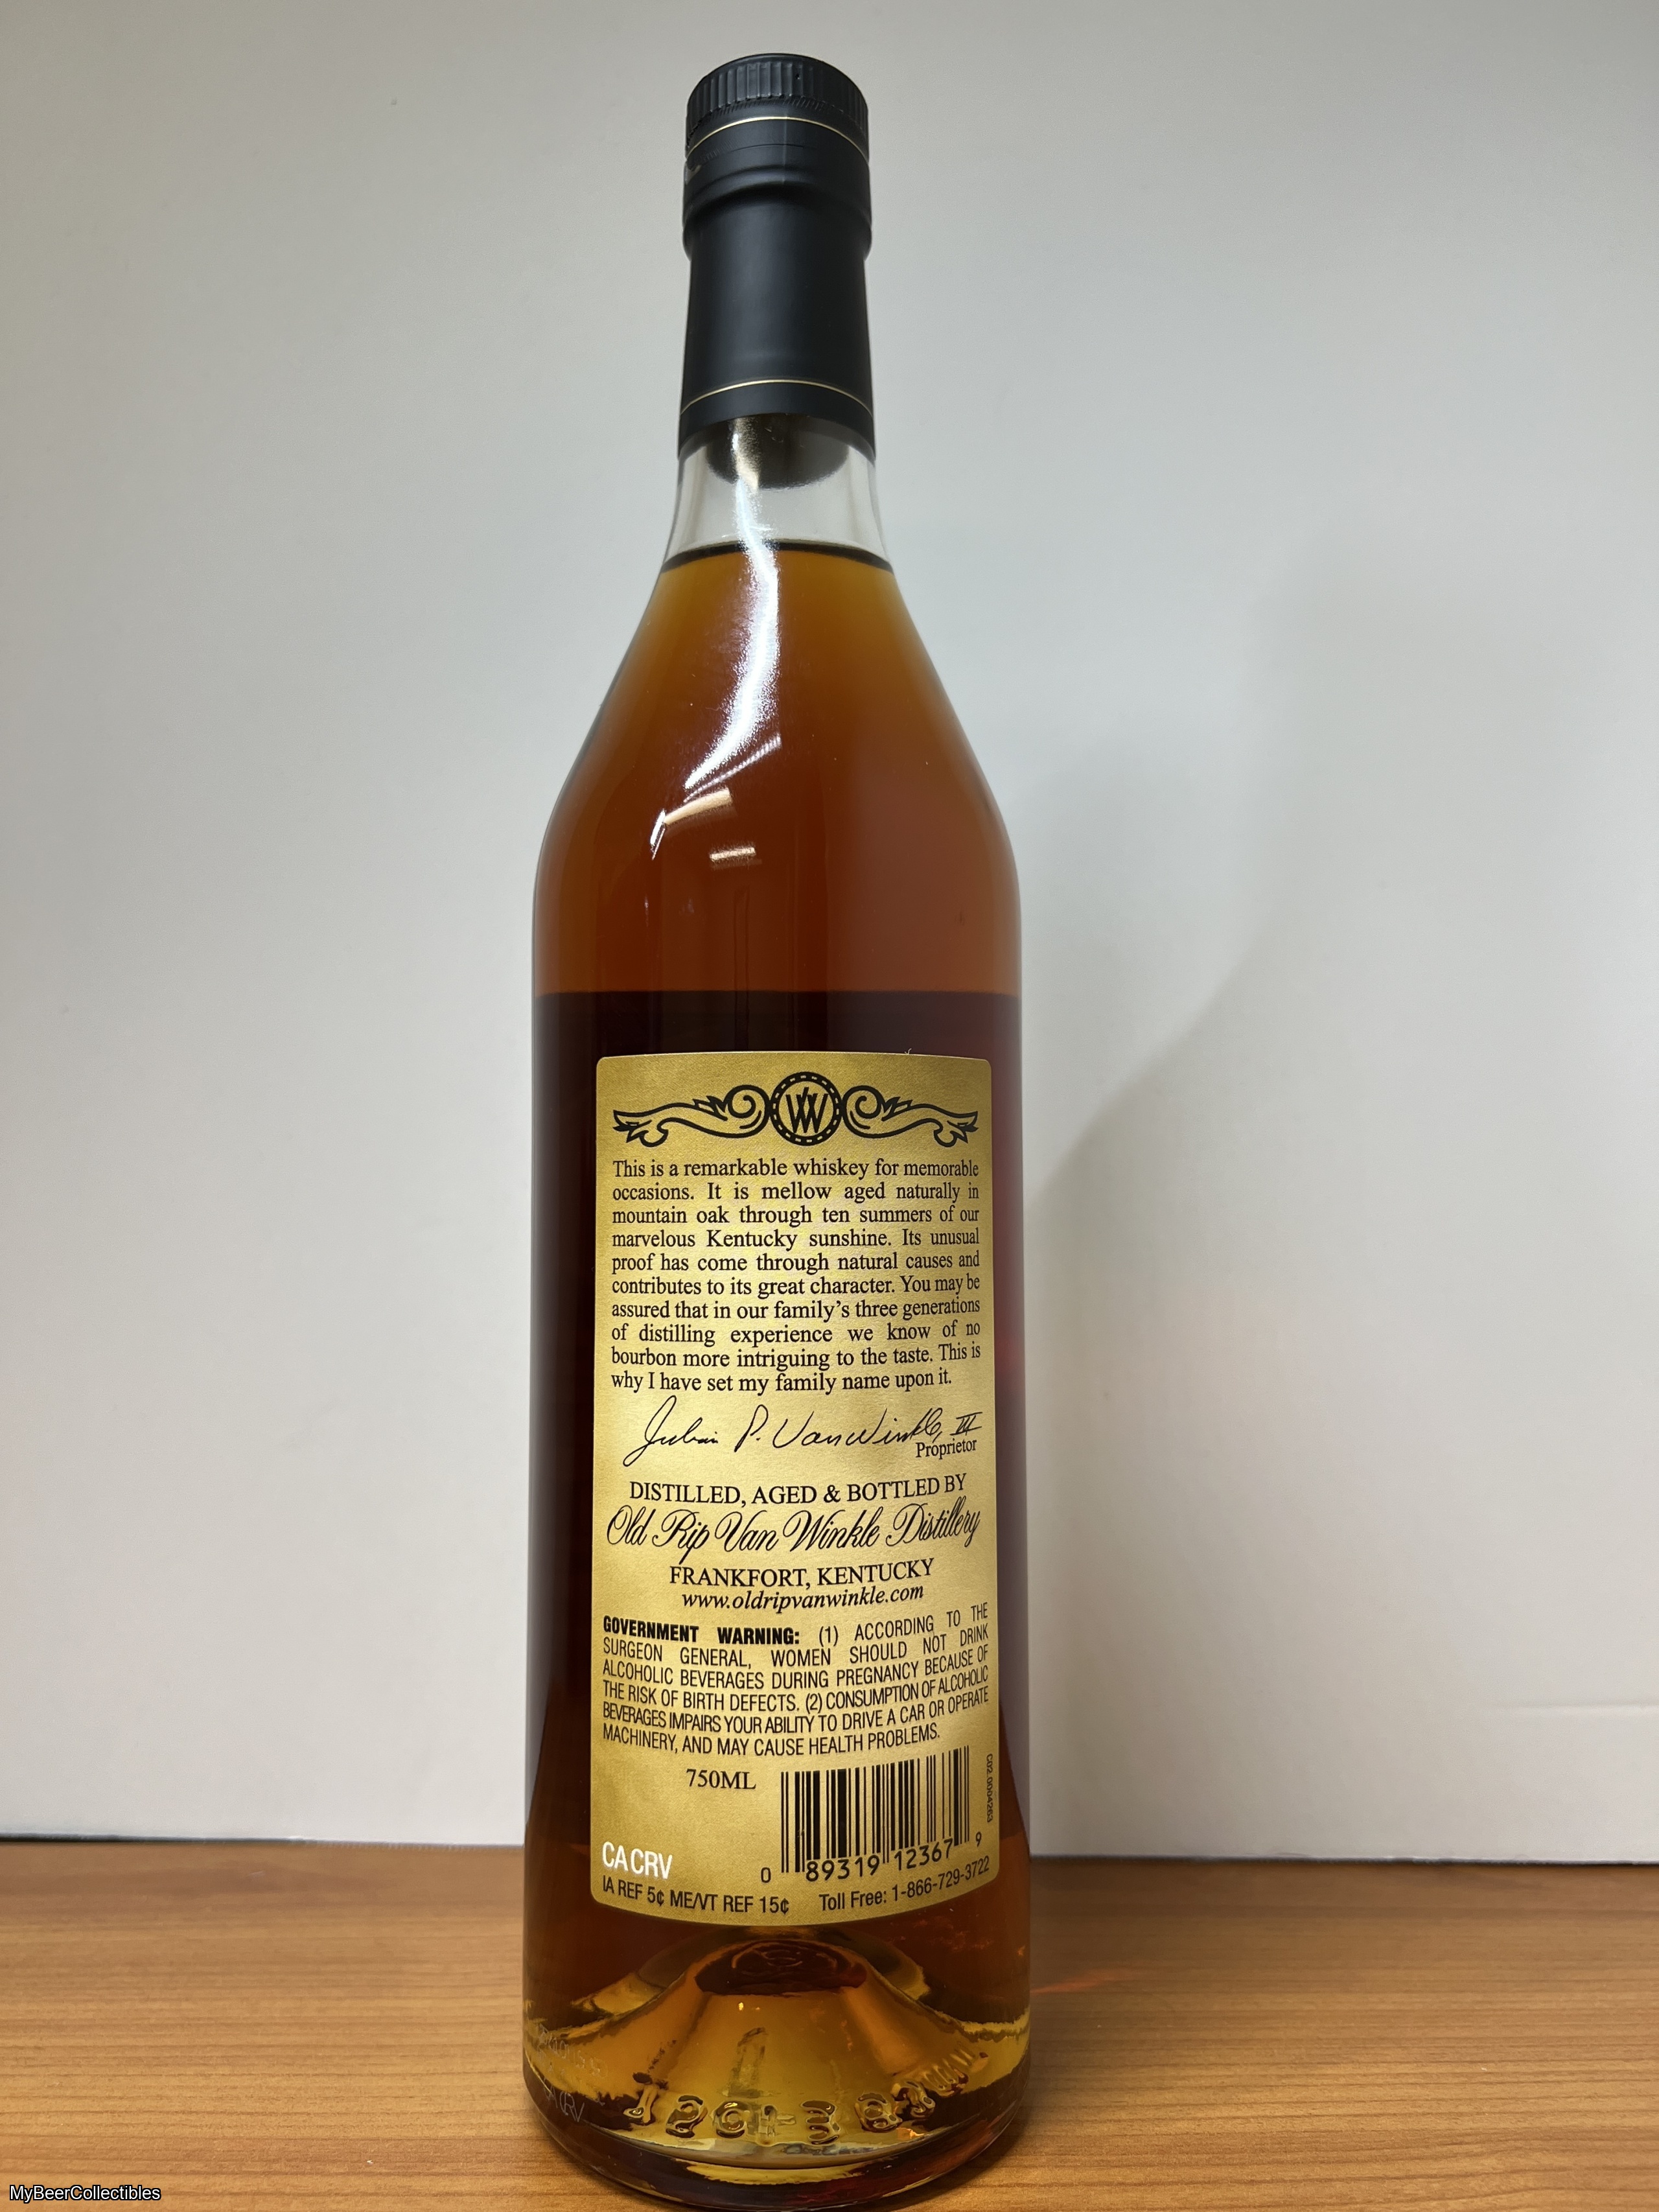 W
This is a remarkable whiskey for memorable
occasions. It is mellow aged naturally in
mountain oak through ten summers of our
marvelous Kentucky sunshine. Its unusual
proof has come through natural causes and
contributes to its great character. You may be
assured that in our family's three generations
of distilling experience we know of no
bourbon more intriguing to the taste. This is
why I have set my family name upon it.
Julian P. Van Winkle, III
Proprietor
DISTILLED, AGED & BOTTLED BY
Old Rip Van Winkle Distillery
FRANKFORT, KENTUCKY
www.oldripvanwinkle.com
GOVERNMENT WARNING: (1) ACCORDING TO THE
SURGEON GENERAL, WOMEN SHOULD NOT DRINK
ALCOHOLIC BEVERAGES DURING PREGNANCY BECAUSE OF
THE RISK OF BIRTH DEFECTS. (2) CONSUMPTION OF ALCOHOLIC
BEVERAGES IMPAIRS YOUR ABILITY TO DRIVE A CAR OR OPERATE
MACHINERY, AND MAY CAUSE HEALTH PROBLEMS.
750ML
C02.0004263
0 89319 12367 9
CA CRV
IA REF 5¢ ME/VT REF 15¢ Toll Free: 1-866-729-3722
MyBeerCollectibles